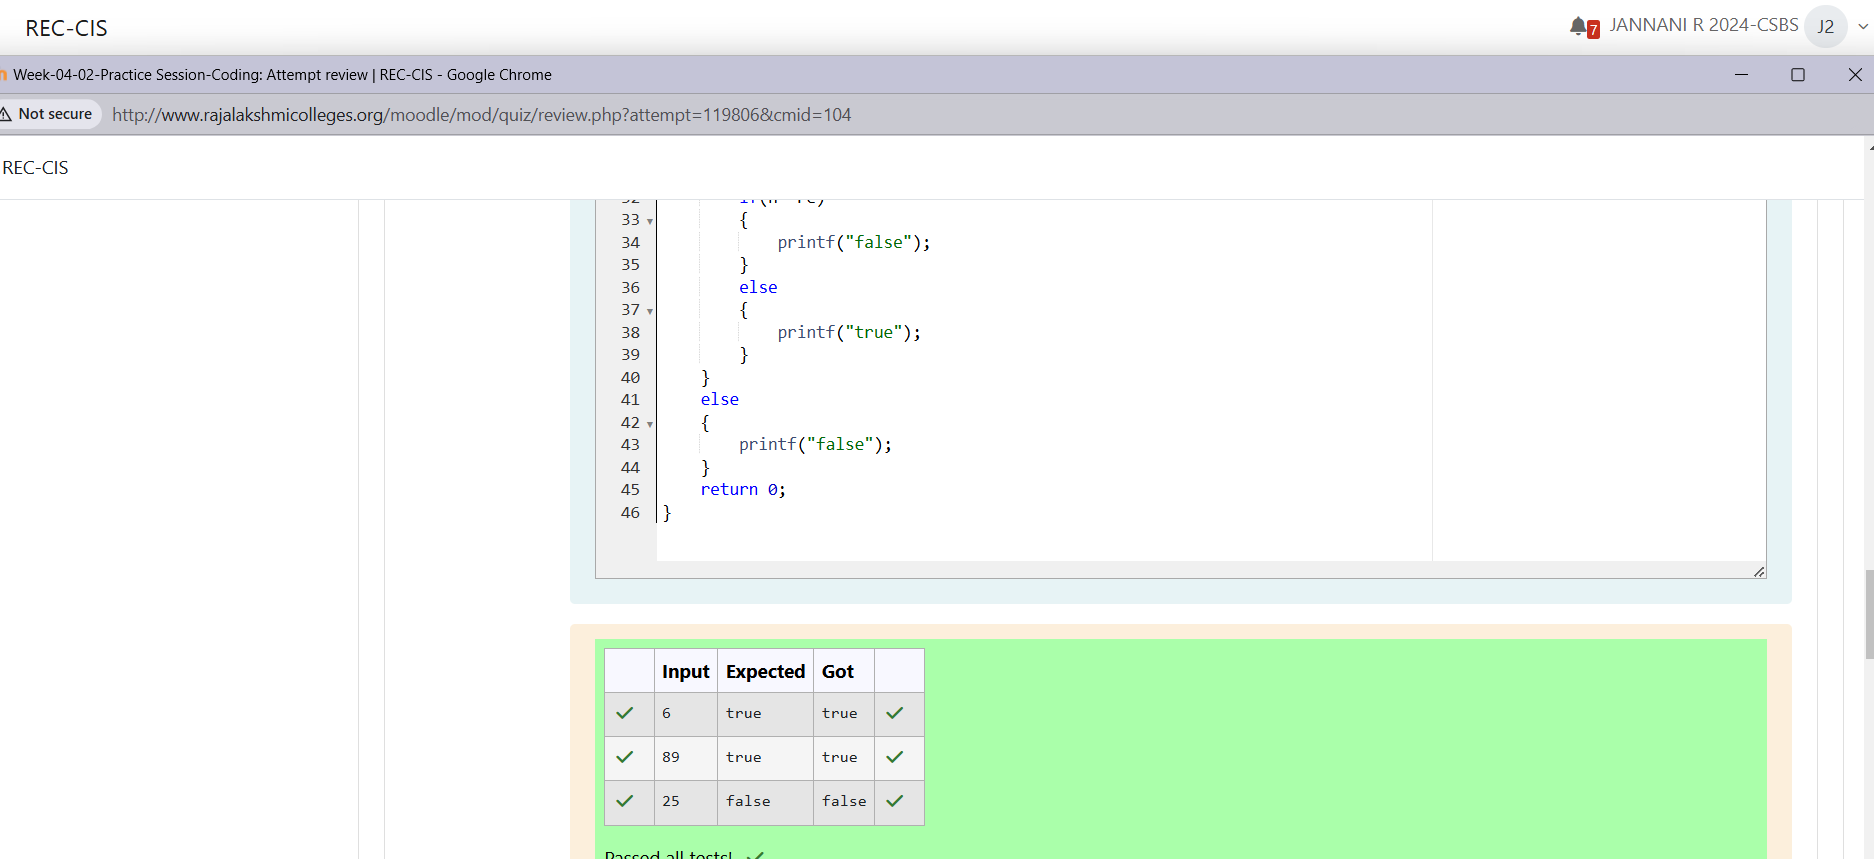 REC-CIS
7 JANNANI R 2024-CSBS J2
Week-04-02-Practice Session-Coding: Attempt review | REC-CIS - Google Chrome
Not secure http://www.rajalakshmicolleges.org/moodle/mod/quiz/review.php?attempt=119806&cmid=104
REC-CIS
33 {
34 printf("false");
35 }
36 else
37 {
38 printf("true");
39 }
40 }
41 else
42 {
43 printf("false");
44 }
45 return 0;
46 }
Input Expected Got
6 true true
89 true true
25 false false
Passed all tests!